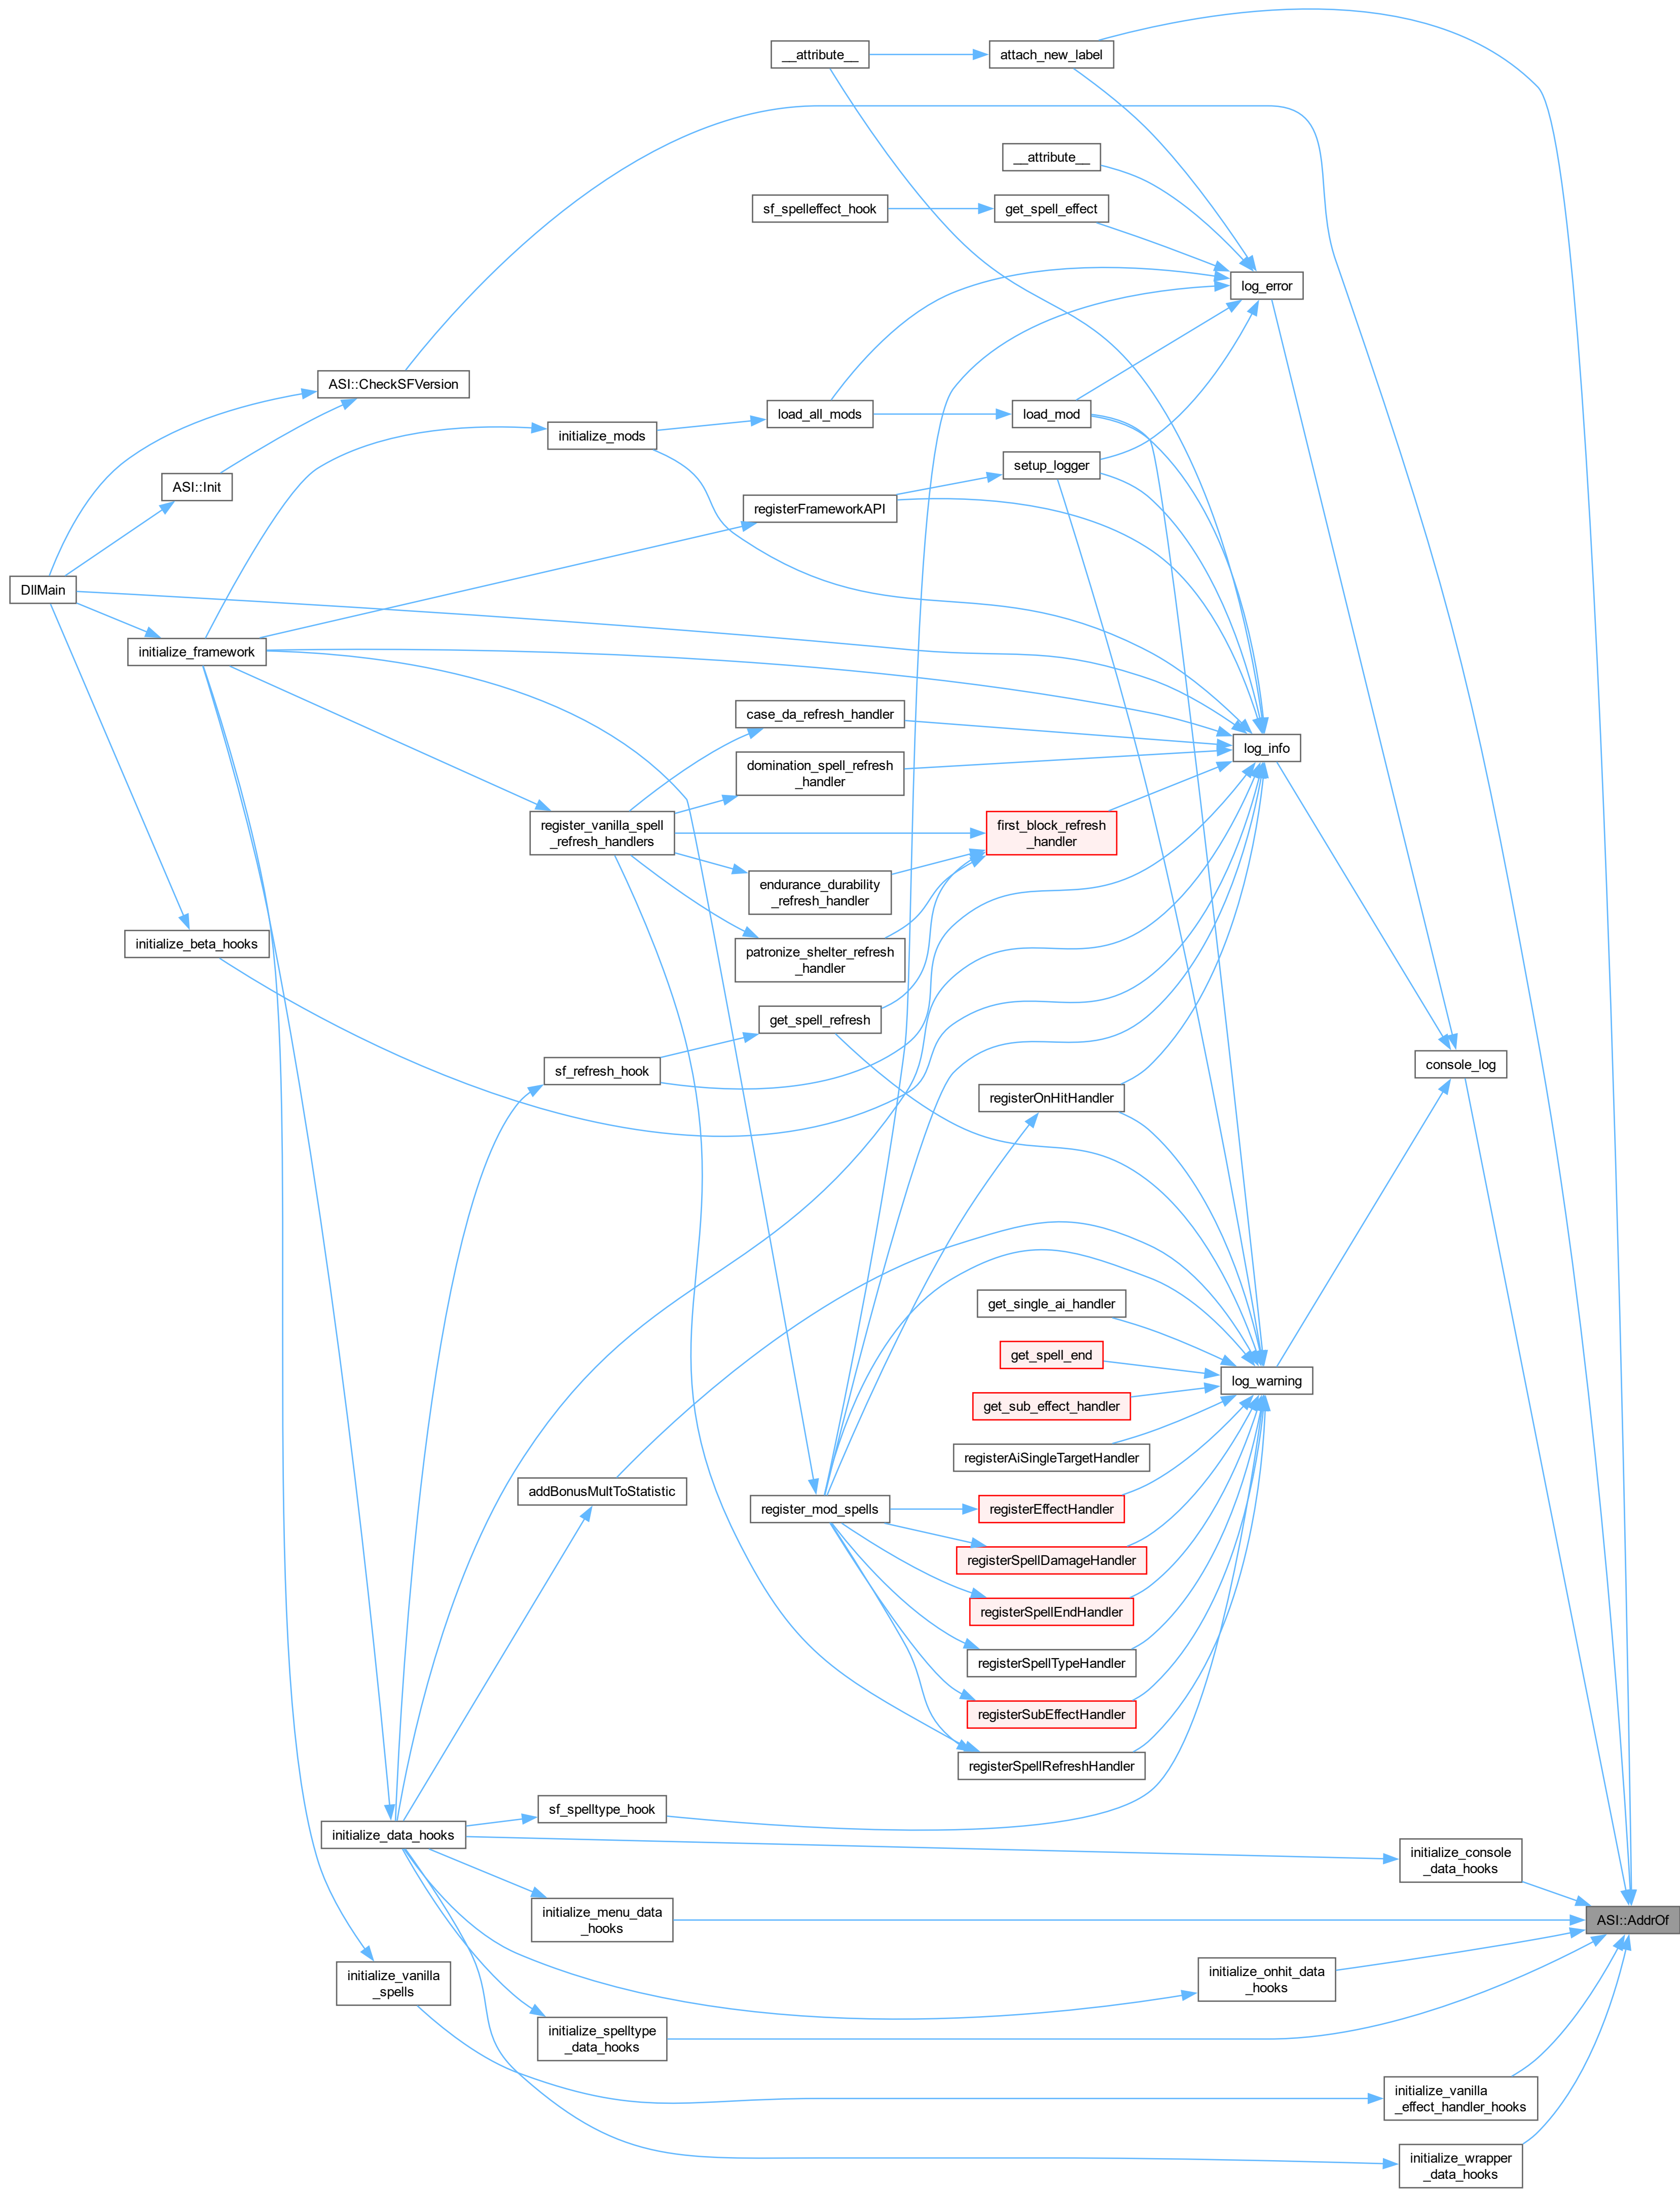 __attribute__
attach_new_label
__attribute__
sf_spelleffect_hook
get_spell_effect
log_error
ASI::CheckSFVersion
load_all_mods
load_mod
initialize_mods
setup_logger
ASI::Init
registerFrameworkAPI
DllMain
initialize_framework
case_da_refresh_handler
log_info
domination_spell_refresh
_handler
register_vanilla_spell
_refresh_handlers
first_block_refresh
_handler
endurance_durability
_refresh_handler
initialize_beta_hooks
patronize_shelter_refresh
_handler
get_spell_refresh
sf_refresh_hook
console_log
registerOnHitHandler
get_single_ai_handler
get_spell_end
log_warning
get_sub_effect_handler
registerAiSingleTargetHandler
addBonusMultToStatistic
register_mod_spells
registerEffectHandler
registerSpellDamageHandler
registerSpellEndHandler
registerSpellTypeHandler
registerSubEffectHandler
registerSpellRefreshHandler
sf_spelltype_hook
initialize_data_hooks
initialize_console
_data_hooks
initialize_menu_data
_hooks
ASI::AddrOf
initialize_vanilla
_spells
initialize_onhit_data
_hooks
initialize_spelltype
_data_hooks
initialize_vanilla
_effect_handler_hooks
initialize_wrapper
_data_hooks